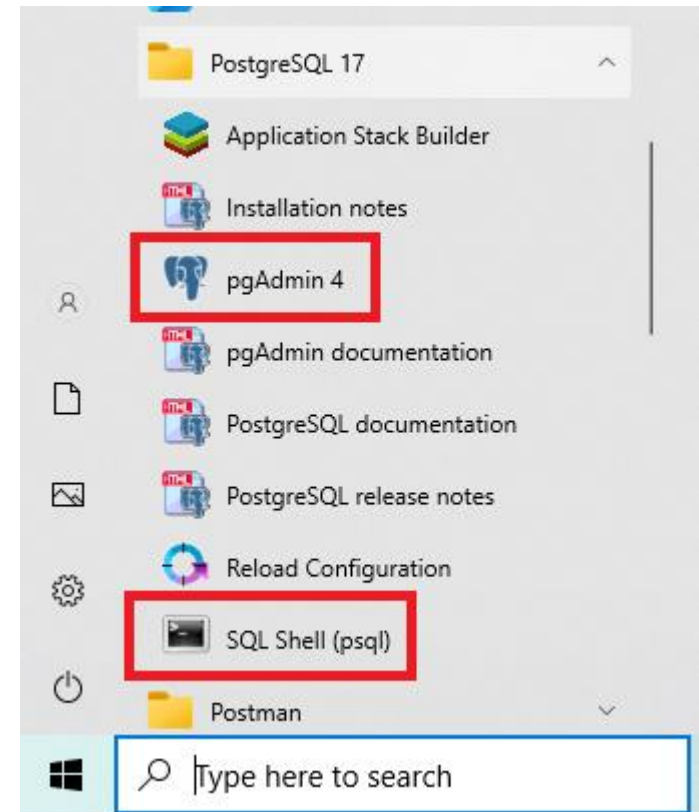 PostgreSQL 17
Application Stack Builder
Installation notes
pgAdmin 4
pgAdmin documentation
PostgreSQL documentation
PostgreSQL release notes
Reload Configuration
SQL Shell (psql)
Postman
Type here to search